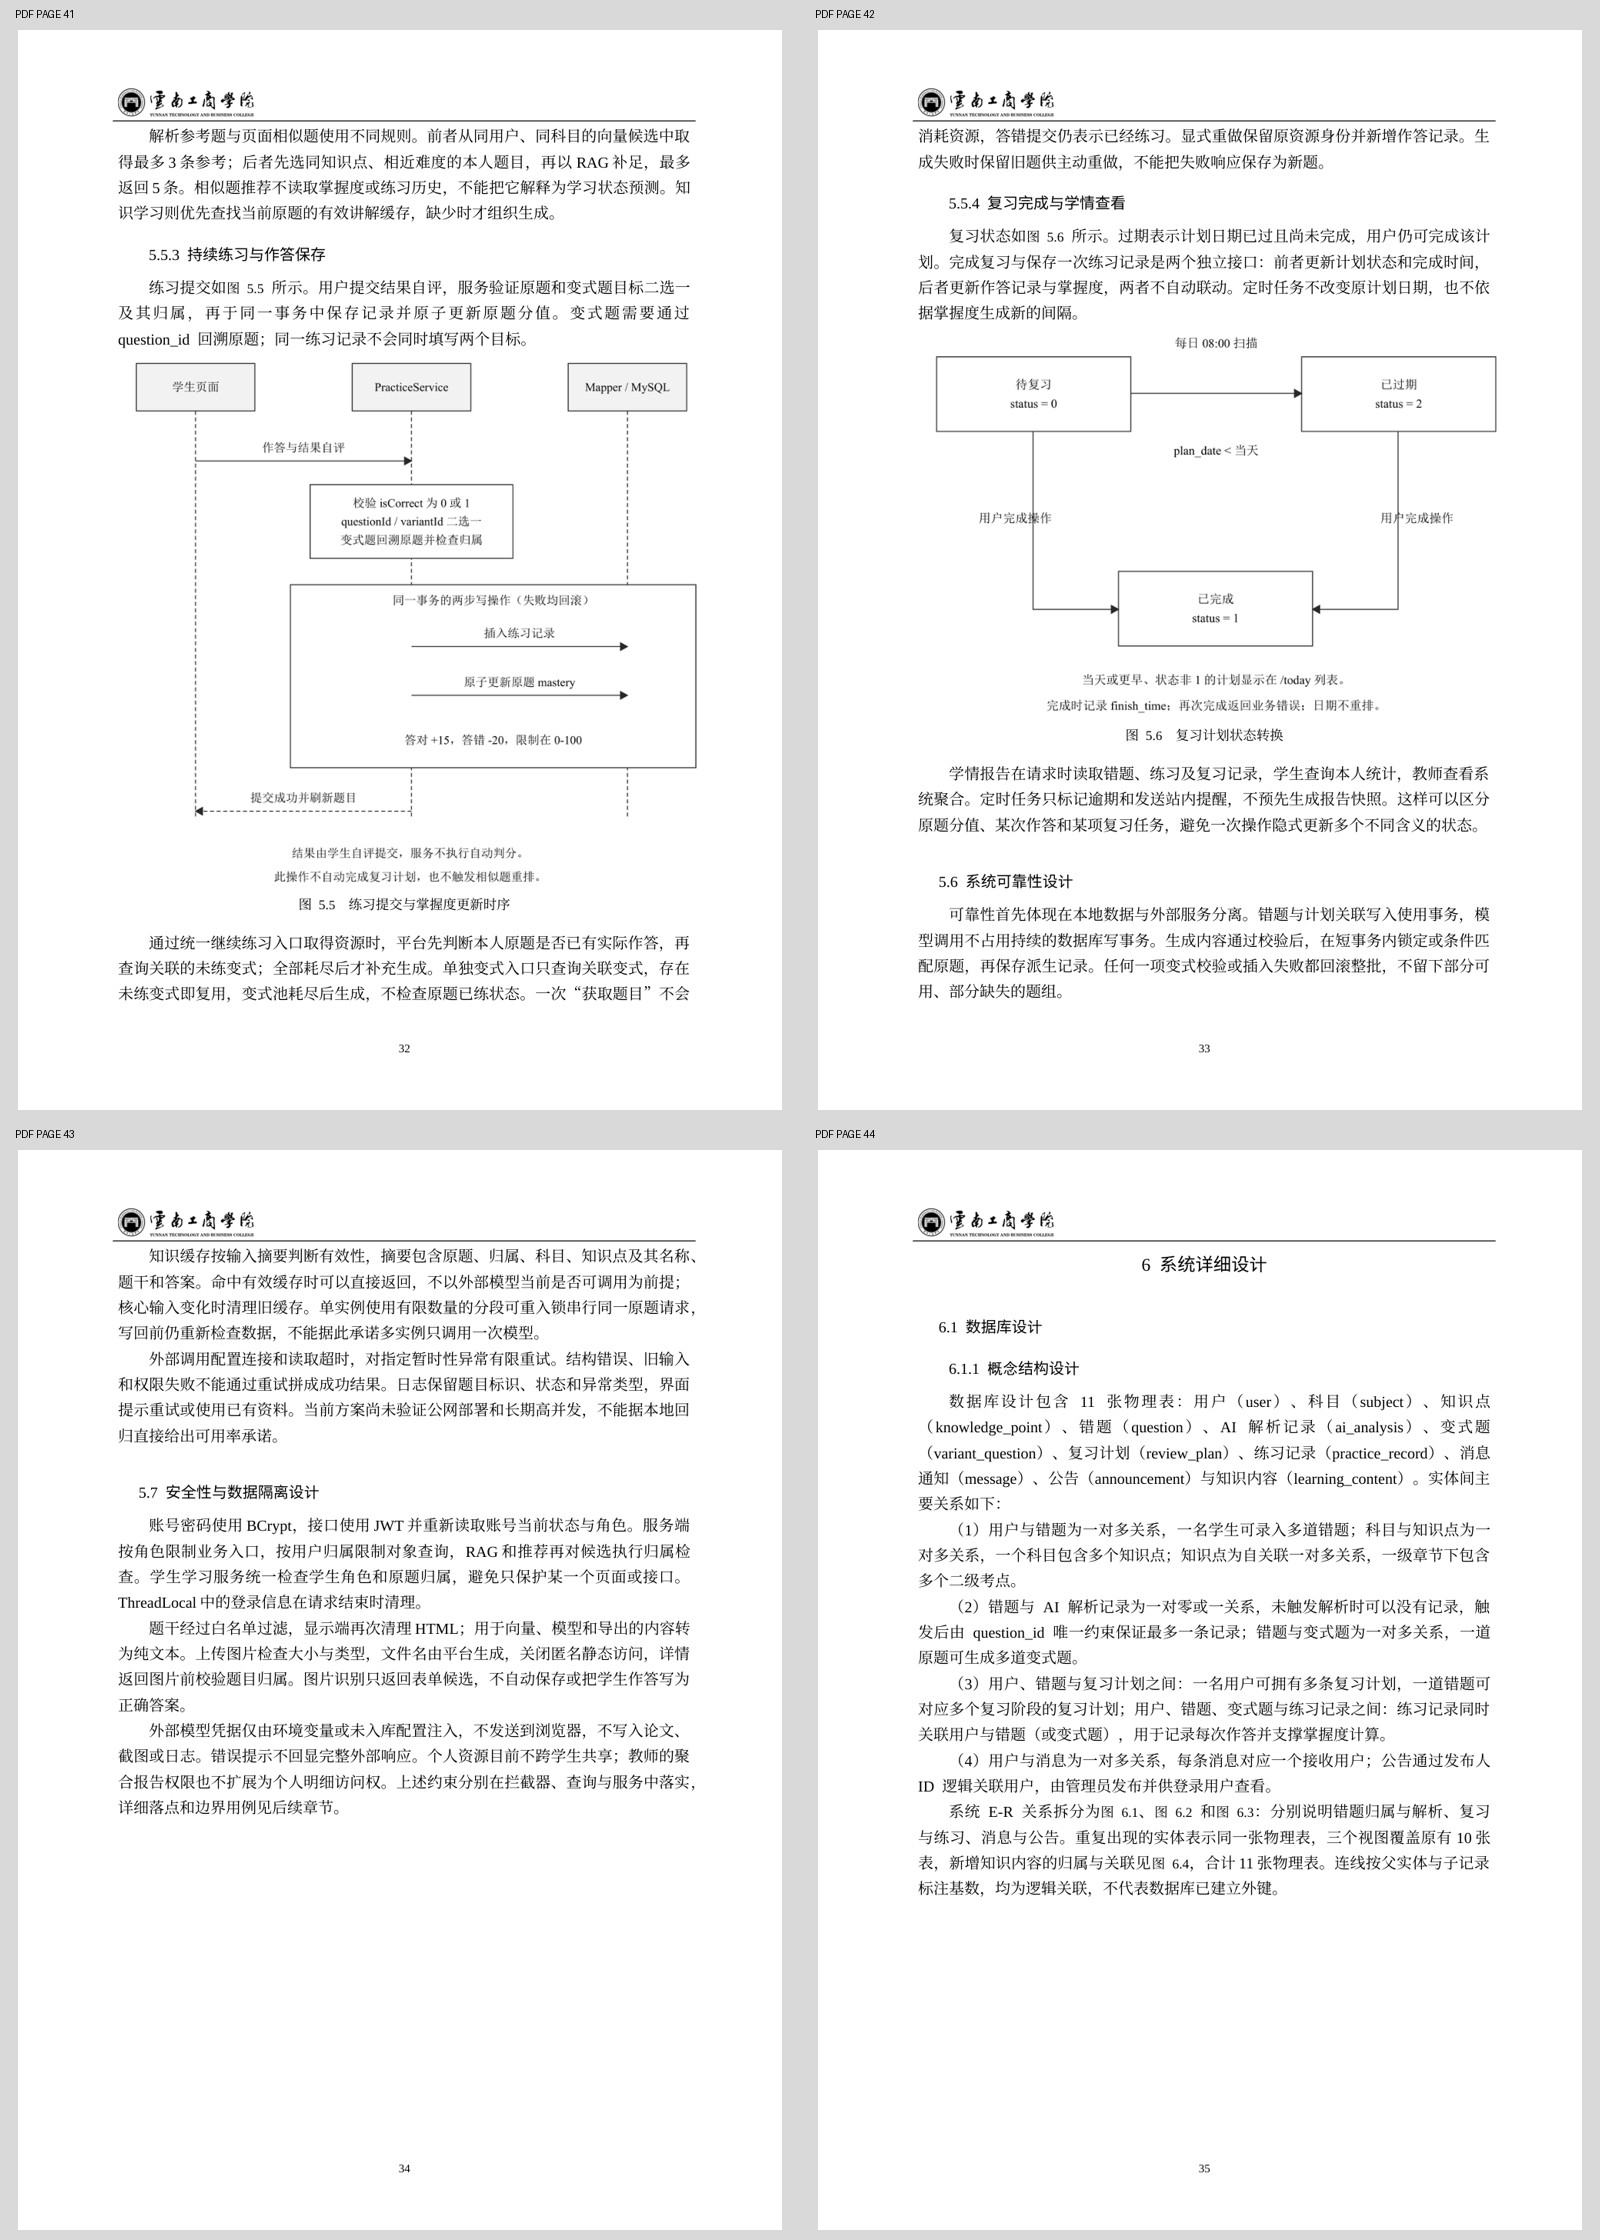 PDF PAGE 41
雲南工商學院
YUNNAN TECHNOLOGY AND BUSINESS COLLEGE
解析参考题与页面相似题使用不同规则。前者从同用户、同科目的向量候选中取
得最多 3 条参考；后者先选同知识点、相近难度的本人题目，再以 RAG 补足，最多
返回 5 条。相似题推荐不读取掌握度或练习历史，不能把它解释为学习状态预测。知
识学习则优先查找当前原题的有效讲解缓存，缺少时才组织生成。
5.5.3 持续练习与作答保存
练习提交如图 5.5 所示。用户提交结果自评，服务验证原题和变式题目标二选一
及其归属，再于同一事务中保存记录并原子更新原题分值。变式题需要通过
question_id 回溯原题；同一练习记录不会同时填写两个目标。
学生页面
PracticeService
Mapper / MySQL
作答与结果自评
校验 isCorrect 为 0 或 1
questionId / variantId 二选一
变式题回溯原题并检查归属
同一事务的两步写操作（失败均回滚）
插入练习记录
原子更新原题 mastery
答对 +15，答错 -20，限制在 0-100
提交成功并刷新题目
结果由学生自评提交，服务不执行自动判分。
此操作不自动完成复习计划，也不触发相似题重排。
图 5.5 练习提交与掌握度更新时序
通过统一继续练习入口取得资源时，平台先判断本人原题是否已有实际作答，再
查询关联的未练变式；全部耗尽后才补充生成。单独变式入口只查询关联变式，存在
未练变式即复用，变式池耗尽后生成，不检查原题已练状态。一次“获取题目”不会
32
PDF PAGE 42
雲南工商學院
YUNNAN TECHNOLOGY AND BUSINESS COLLEGE
消耗资源，答错提交仍表示已经练习。显式重做保留原资源身份并新增作答记录。生
成失败时保留旧题供主动重做，不能把失败响应保存为新题。
5.5.4 复习完成与学情查看
复习状态如图 5.6 所示。过期表示计划日期已过且尚未完成，用户仍可完成该计
划。完成复习与保存一次练习记录是两个独立接口：前者更新计划状态和完成时间，
后者更新作答记录与掌握度，两者不自动联动。定时任务不改变原计划日期，也不依
据掌握度生成新的间隔。
每日 08:00 扫描
待复习
status = 0
已过期
status = 2
plan_date < 当天
用户完成操作
用户完成操作
已完成
status = 1
当天或更早、状态非 1 的计划显示在 /today 列表。
完成时记录 finish_time；再次完成返回业务错误；日期不重排。
图 5.6 复习计划状态转换
学情报告在请求时读取错题、练习及复习记录，学生查询本人统计，教师查看系
统聚合。定时任务只标记逾期和发送站内提醒，不预先生成报告快照。这样可以区分
原题分值、某次作答和某项复习任务，避免一次操作隐式更新多个不同含义的状态。
5.6 系统可靠性设计
可靠性首先体现在本地数据与外部服务分离。错题与计划关联写入使用事务，模
型调用不占用持续的数据库写事务。生成内容通过校验后，在短事务内锁定或条件匹
配原题，再保存派生记录。任何一项变式校验或插入失败都回滚整批，不留下部分可
用、部分缺失的题组。
33
PDF PAGE 43
雲南工商學院
YUNNAN TECHNOLOGY AND BUSINESS COLLEGE
知识缓存按输入摘要判断有效性，摘要包含原题、归属、科目、知识点及其名称、
题干和答案。命中有效缓存时可以直接返回，不以外部模型当前是否可调用为前提；
核心输入变化时清理旧缓存。单实例使用有限数量的分段可重入锁串行同一原题请求，
写回前仍重新检查数据，不能据此承诺多实例只调用一次模型。
外部调用配置连接和读取超时，对指定暂时性异常有限重试。结构错误、旧输入
和权限失败不能通过重试拼成成功结果。日志保留题目标识、状态和异常类型，界面
提示重试或使用已有资料。当前方案尚未验证公网部署和长期高并发，不能据本地回
归直接给出可用率承诺。
5.7 安全性与数据隔离设计
账号密码使用 BCrypt，接口使用 JWT 并重新读取账号当前状态与角色。服务端
按角色限制业务入口，按用户归属限制对象查询，RAG 和推荐再对候选执行归属检
查。学生学习服务统一检查学生角色和原题归属，避免只保护某一个页面或接口。
ThreadLocal 中的登录信息在请求结束时清理。
题干经过白名单过滤，显示端再次清理 HTML；用于向量、模型和导出的内容转
为纯文本。上传图片检查大小与类型，文件名由平台生成，关闭匿名静态访问，详情
返回图片前校验题目归属。图片识别只返回表单候选，不自动保存或把学生作答写为
正确答案。
外部模型凭据仅由环境变量或未入库配置注入，不发送到浏览器，不写入论文、
截图或日志。错误提示不回显完整外部响应。个人资源目前不跨学生共享；教师的聚
合报告权限也不扩展为个人明细访问权。上述约束分别在拦截器、查询与服务中落实，
详细落点和边界用例见后续章节。
34
PDF PAGE 44
雲南工商學院
YUNNAN TECHNOLOGY AND BUSINESS COLLEGE
6 系统详细设计
6.1 数据库设计
6.1.1 概念结构设计
数据库设计包含 11 张物理表：用户（user）、科目（subject）、知识点
（knowledge_point）、错题（question）、AI 解析记录（ai_analysis）、变式题
（variant_question）、复习计划（review_plan）、练习记录（practice_record）、消息
通知（message）、公告（announcement）与知识内容（learning_content）。实体间主
要关系如下：
（1）用户与错题为一对多关系，一名学生可录入多道错题；科目与知识点为一
对多关系，一个科目包含多个知识点；知识点为自关联一对多关系，一级章节下包含
多个二级考点。
（2）错题与 AI 解析记录为一对零或一关系，未触发解析时可以没有记录，触
发后由 question_id 唯一约束保证最多一条记录；错题与变式题为一对多关系，一道
原题可生成多道变式题。
（3）用户、错题与复习计划之间：一名用户可拥有多条复习计划，一道错题可
对应多个复习阶段的复习计划；用户、错题、变式题与练习记录之间：练习记录同时
关联用户与错题（或变式题），用于记录每次作答并支撑掌握度计算。
（4）用户与消息为一对多关系，每条消息对应一个接收用户；公告通过发布人
ID 逻辑关联用户，由管理员发布并供登录用户查看。
系统 E-R 关系拆分为图 6.1、图 6.2 和图 6.3：分别说明错题归属与解析、复习
与练习、消息与公告。重复出现的实体表示同一张物理表，三个视图覆盖原有 10 张
表，新增知识内容的归属与关联见图 6.4，合计 11 张物理表。连线按父实体与子记录
标注基数，均为逻辑关联，不代表数据库已建立外键。
35